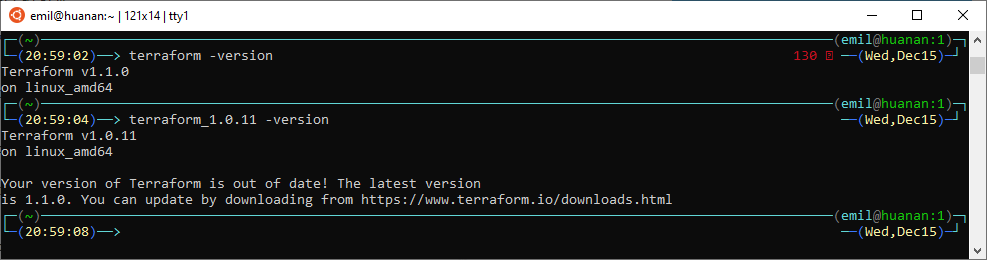 emil@huanan:~ | 121x14 | tty1
(~) (emil@huanan:1)
(20:59:02)──> terraform -version 130 (Wed,Dec15)
Terraform v1.1.0
on linux_amd64
(~) (emil@huanan:1)
(20:59:04)──> terraform_1.0.11 -version (Wed,Dec15)
Terraform v1.0.11
on linux_amd64
Your version of Terraform is out of date! The latest version
is 1.1.0. You can update by downloading from https://www.terraform.io/downloads.html
(~) (emil@huanan:1)
(20:59:08)──> (Wed,Dec15)